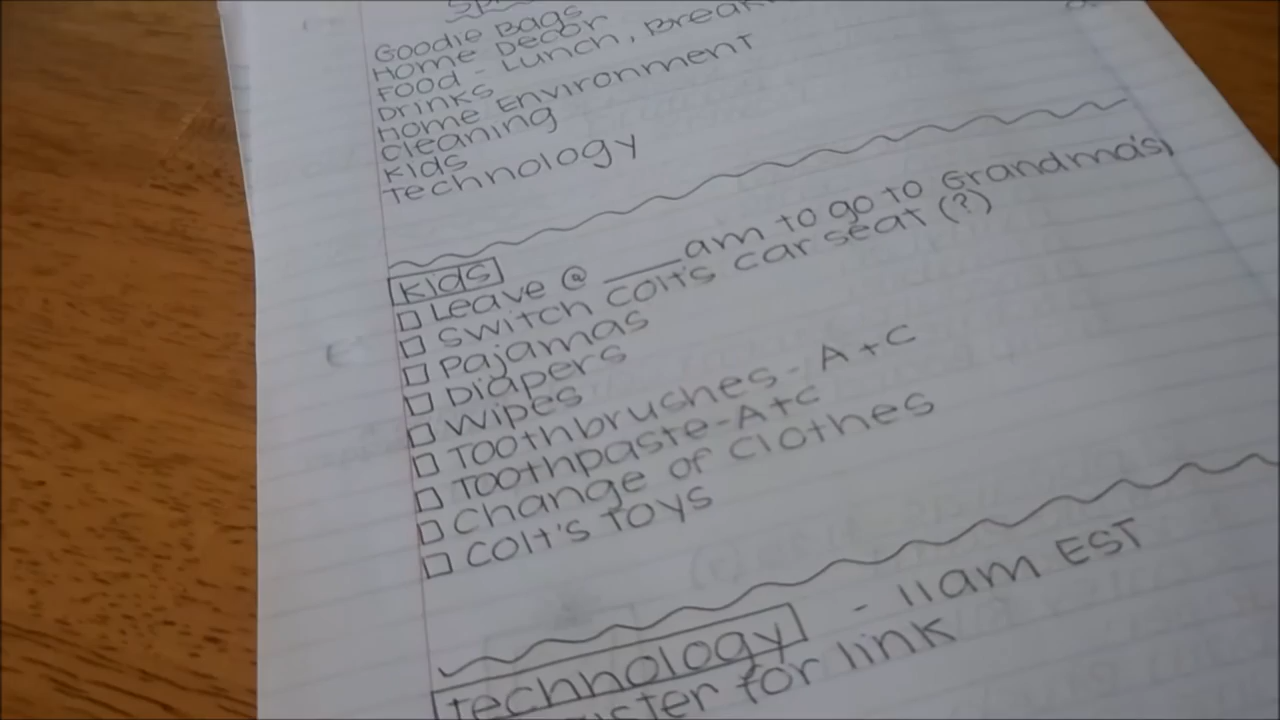 Goodie Bags
Home Decor
Food - Lunch, Break
Drinks
Home Environment
Cleaning
Kids
Technology
Kids
□ Leave @ ____am to go to Grandma's
□ Switch Colt's car seat (?)
□ Pajamas
□ Diapers
□ Wipes
□ Toothbrushes - A+C
□ Toothpaste - A+C
□ Change of clothes
□ Colt's Toys
Technology - 11am EST
for link